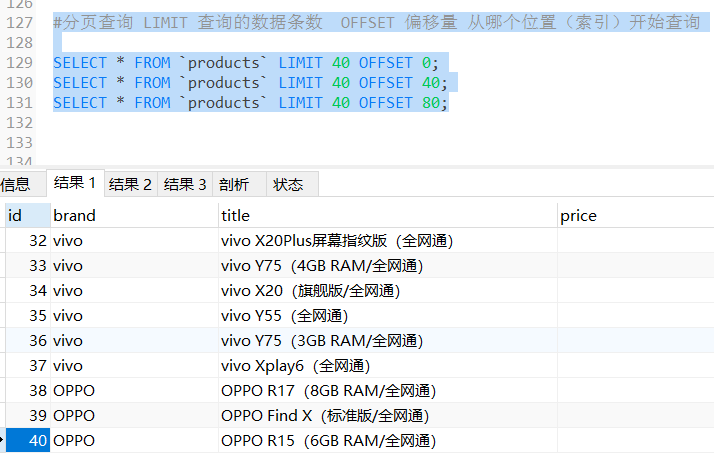 126
127 #分页查询 LIMIT 查询的数据条数 OFFSET 偏移量 从哪个位置（索引）开始查询
128
129 SELECT * FROM `products` LIMIT 40 OFFSET 0;
130 SELECT * FROM `products` LIMIT 40 OFFSET 40;
131 SELECT * FROM `products` LIMIT 40 OFFSET 80;
132
133
134
信息 结果 1 结果 2 结果 3 剖析 状态
id brand title price
32 vivo vivo X20Plus屏幕指纹版（全网通）
33 vivo vivo Y75（4GB RAM/全网通）
34 vivo vivo X20（旗舰版/全网通）
35 vivo vivo Y55（全网通）
36 vivo vivo Y75（3GB RAM/全网通）
37 vivo vivo Xplay6（全网通）
38 OPPO OPPO R17（8GB RAM/全网通）
39 OPPO OPPO Find X（标准版/全网通）
40 OPPO OPPO R15（6GB RAM/全网通）